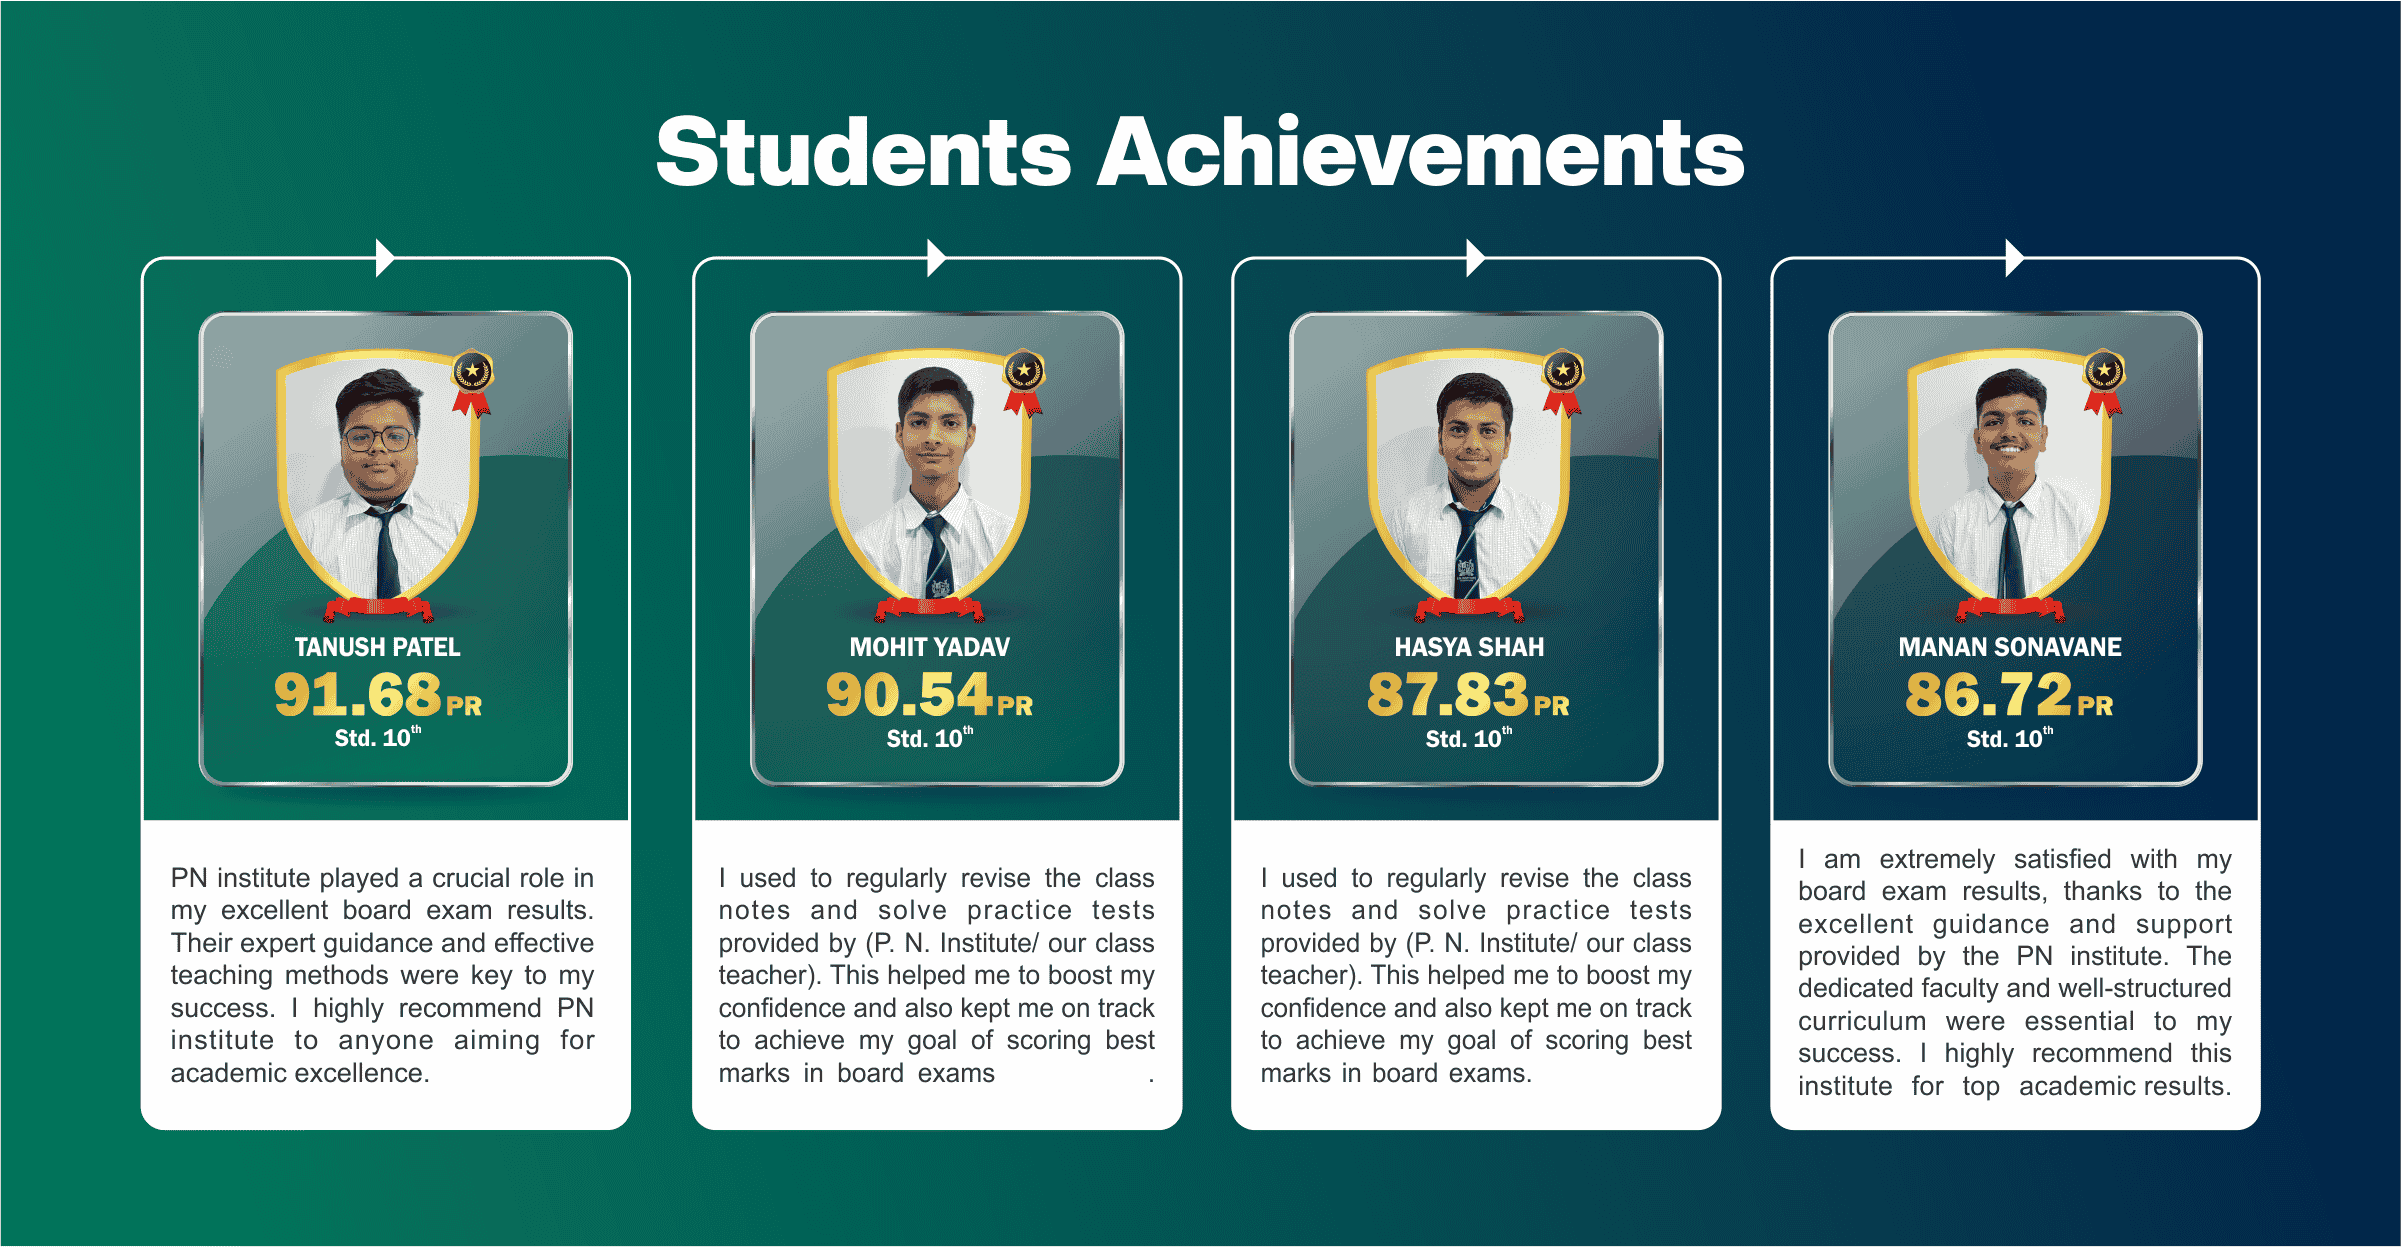 Students Achievements
TANUSH PATEL
91.68 PR
Std. 10th
PN institute played a crucial role in
my excellent board exam results.
Their expert guidance and effective
teaching methods were key to my
success. I highly recommend PN
institute to anyone aiming for
academic excellence.
MOHIT YADAV
90.54 PR
Std. 10th
I used to regularly revise the class
notes and solve practice tests
provided by (P. N. Institute/ our class
teacher). This helped me to boost my
confidence and also kept me on track
to achieve my goal of scoring best
marks in board exams .
HASYA SHAH
87.83 PR
Std. 10th
I used to regularly revise the class
notes and solve practice tests
provided by (P. N. Institute/ our class
teacher). This helped me to boost my
confidence and also kept me on track
to achieve my goal of scoring best
marks in board exams.
MANAN SONAVANE
86.72 PR
Std. 10th
I am extremely satisfied with my
board exam results, thanks to the
excellent guidance and support
provided by the PN institute. The
dedicated faculty and well-structured
curriculum were essential to my
success. I highly recommend this
institute for top academic results.